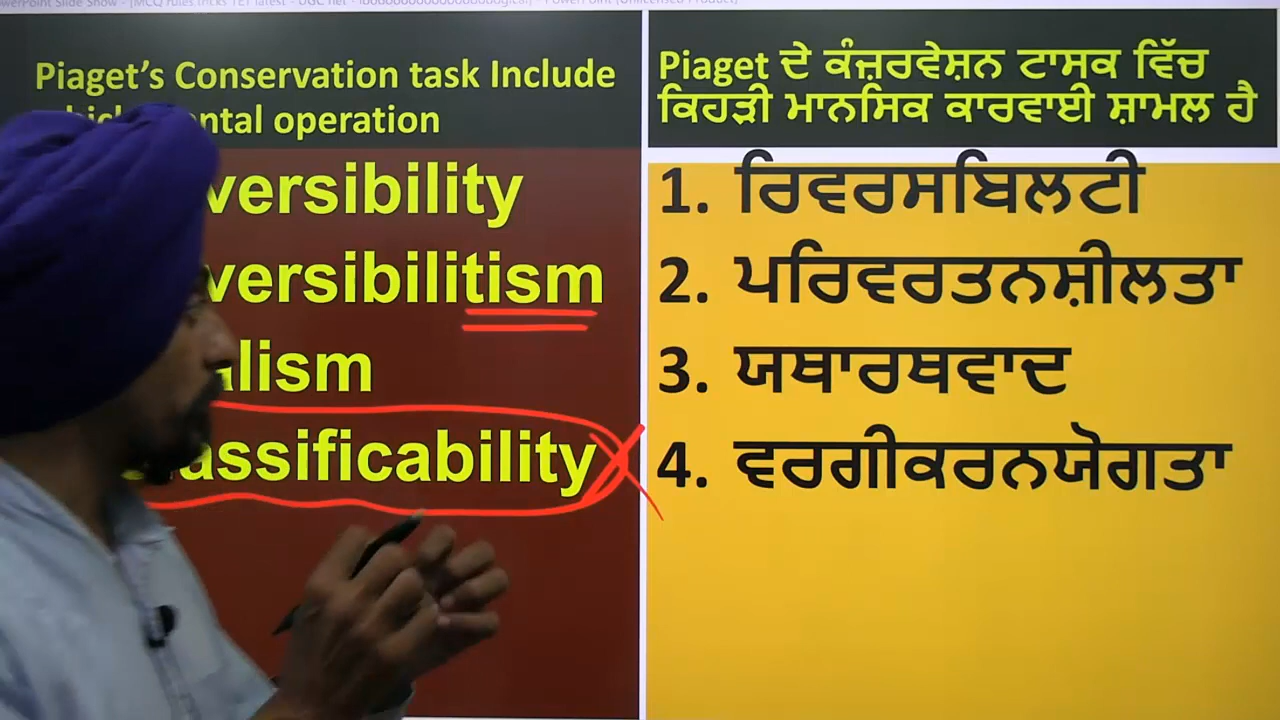 Piaget's Conservation task Include
operation
Piaget ਦੇ ਕੰਜ਼ਰਵੇਸ਼ਨ ਟਾਸਕ ਵਿੱਚ
ਕਿਹੜੀ ਮਾਨਸਿਕ ਕਾਰਵਾਈ ਸ਼ਾਮਲ ਹੈ
versibility
versibilitism
alism
assificability
1. ਰਿਵਰਸਬਿਲਟੀ
2. ਪਰਿਵਰਤਨਸ਼ੀਲਤਾ
3. ਯਥਾਰਥਵਾਦ
4. ਵਰਗੀਕਰਨਯੋਗਤਾ